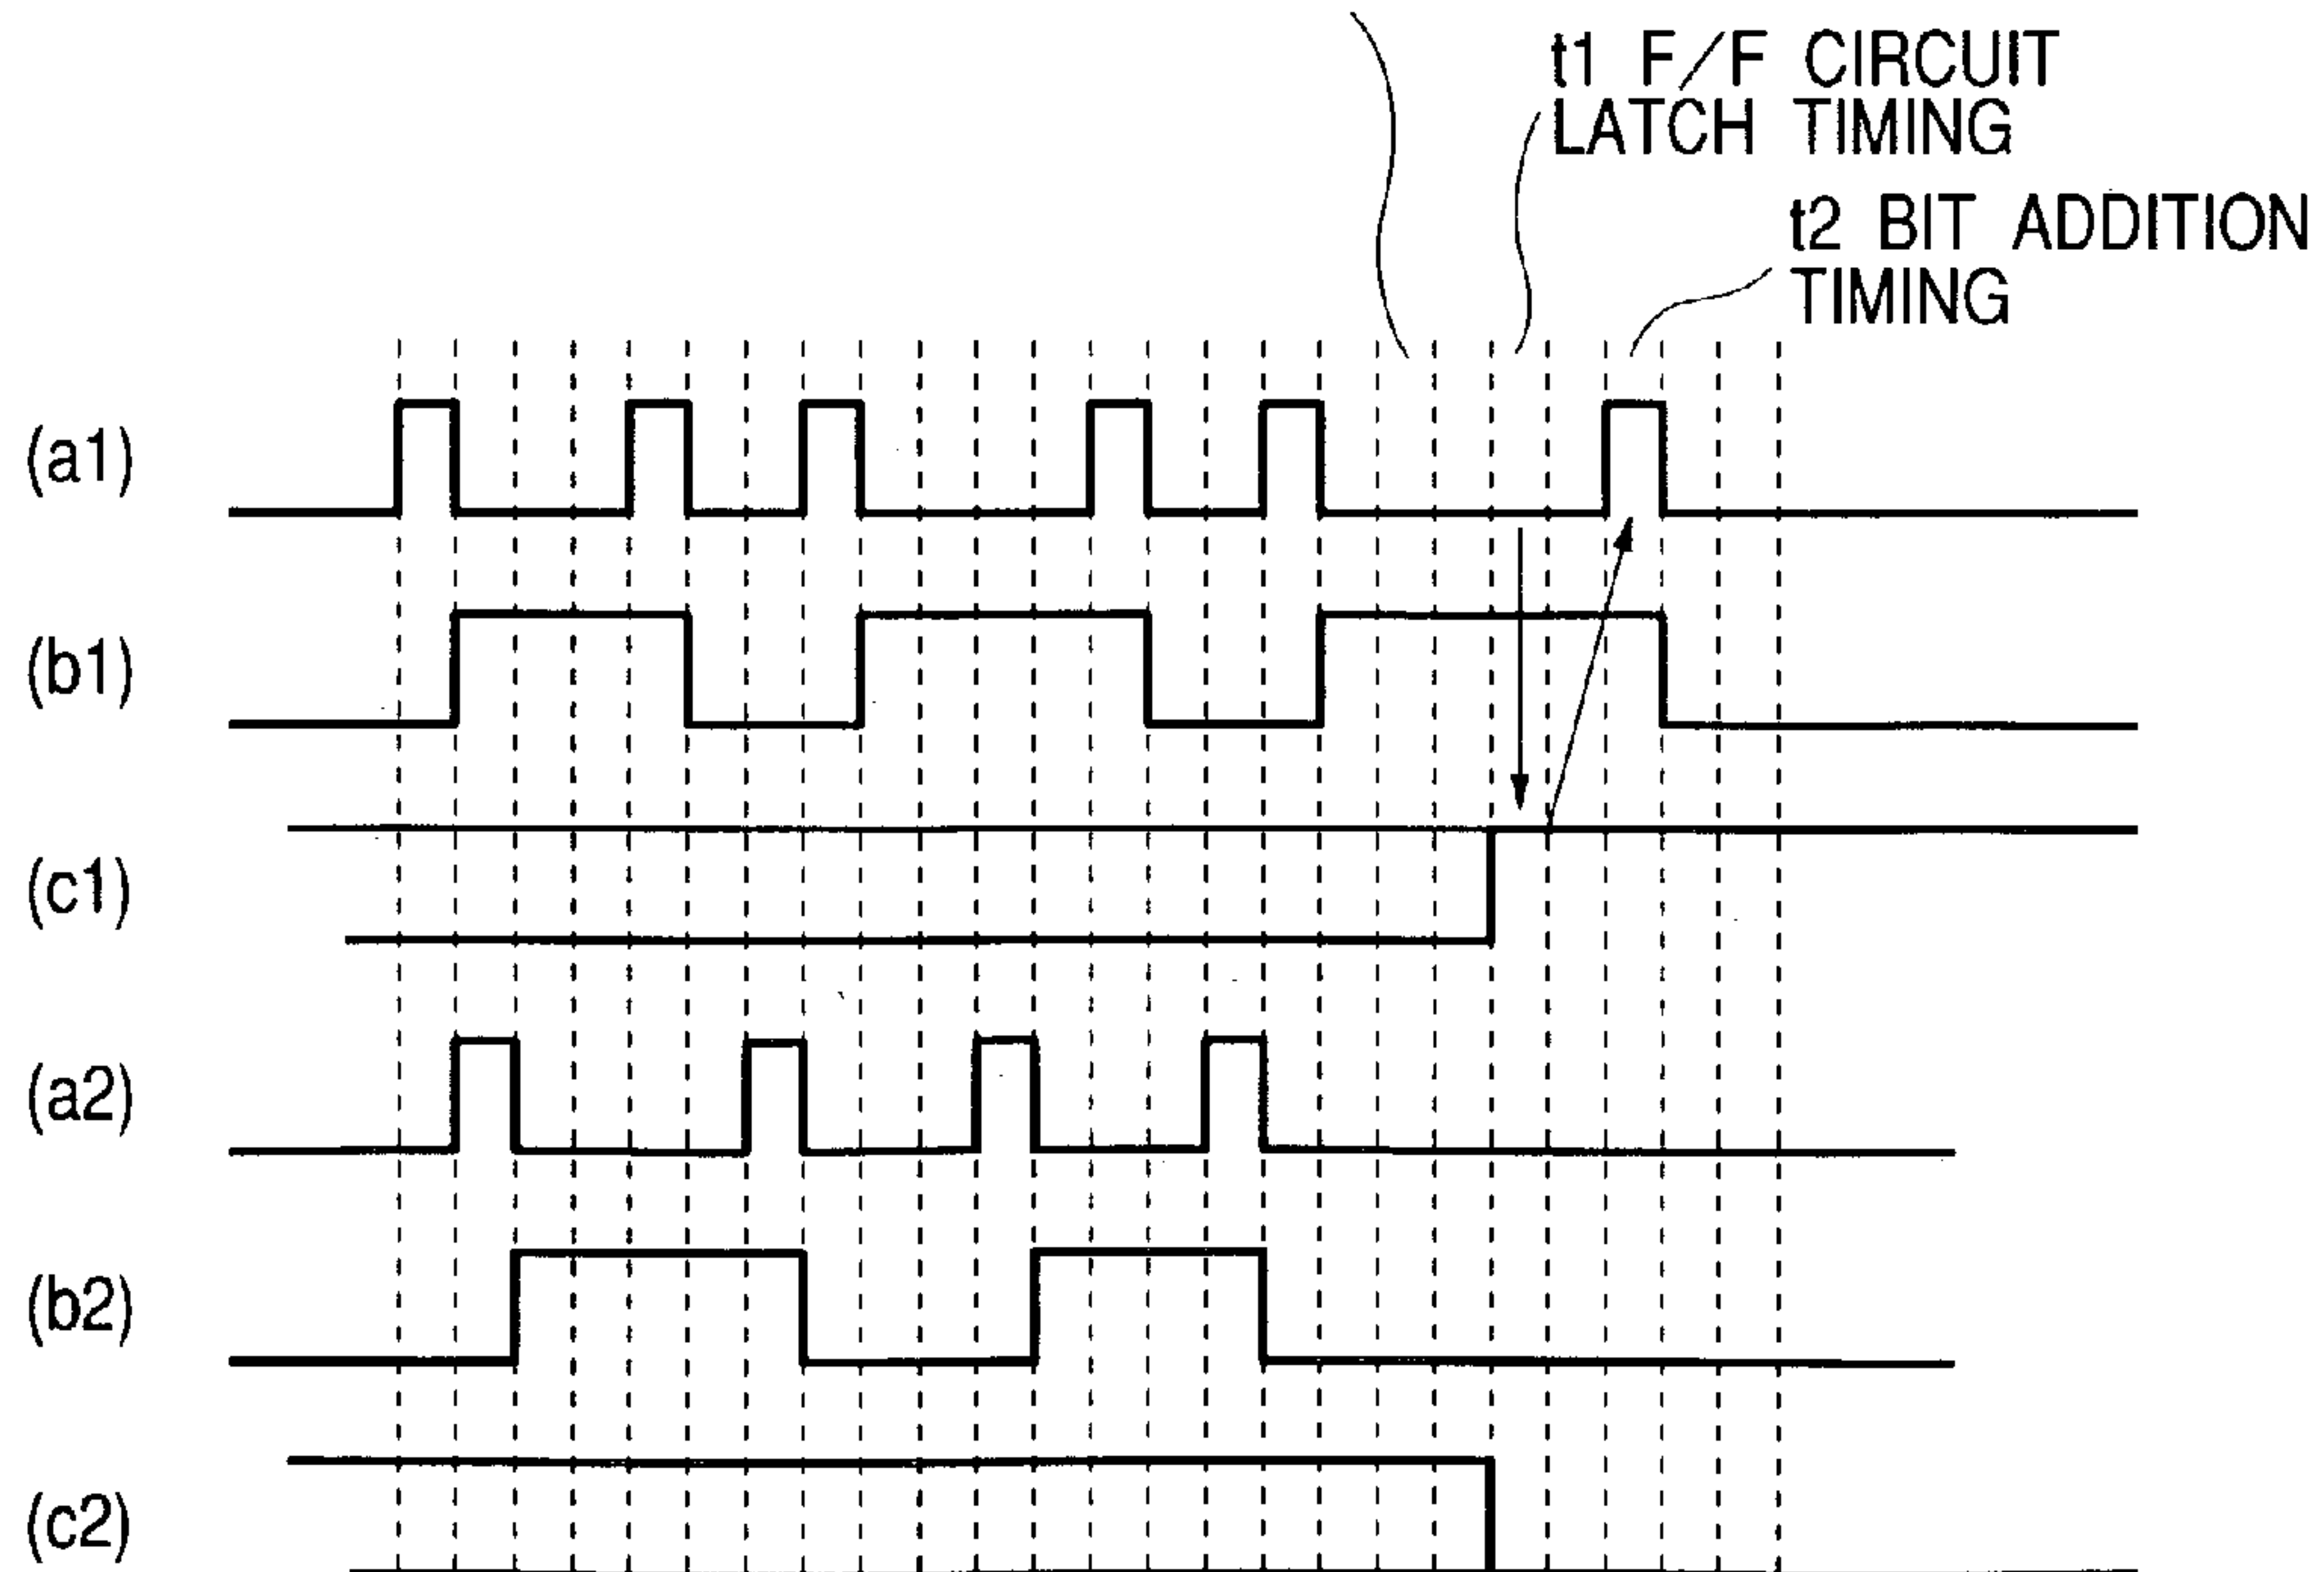 t1 F/F CIRCUIT
LATCH TIMING
t2 BIT ADDITION
TIMING
(a1)
(b1)
(c1)
(a2)
(b2)
(c2)